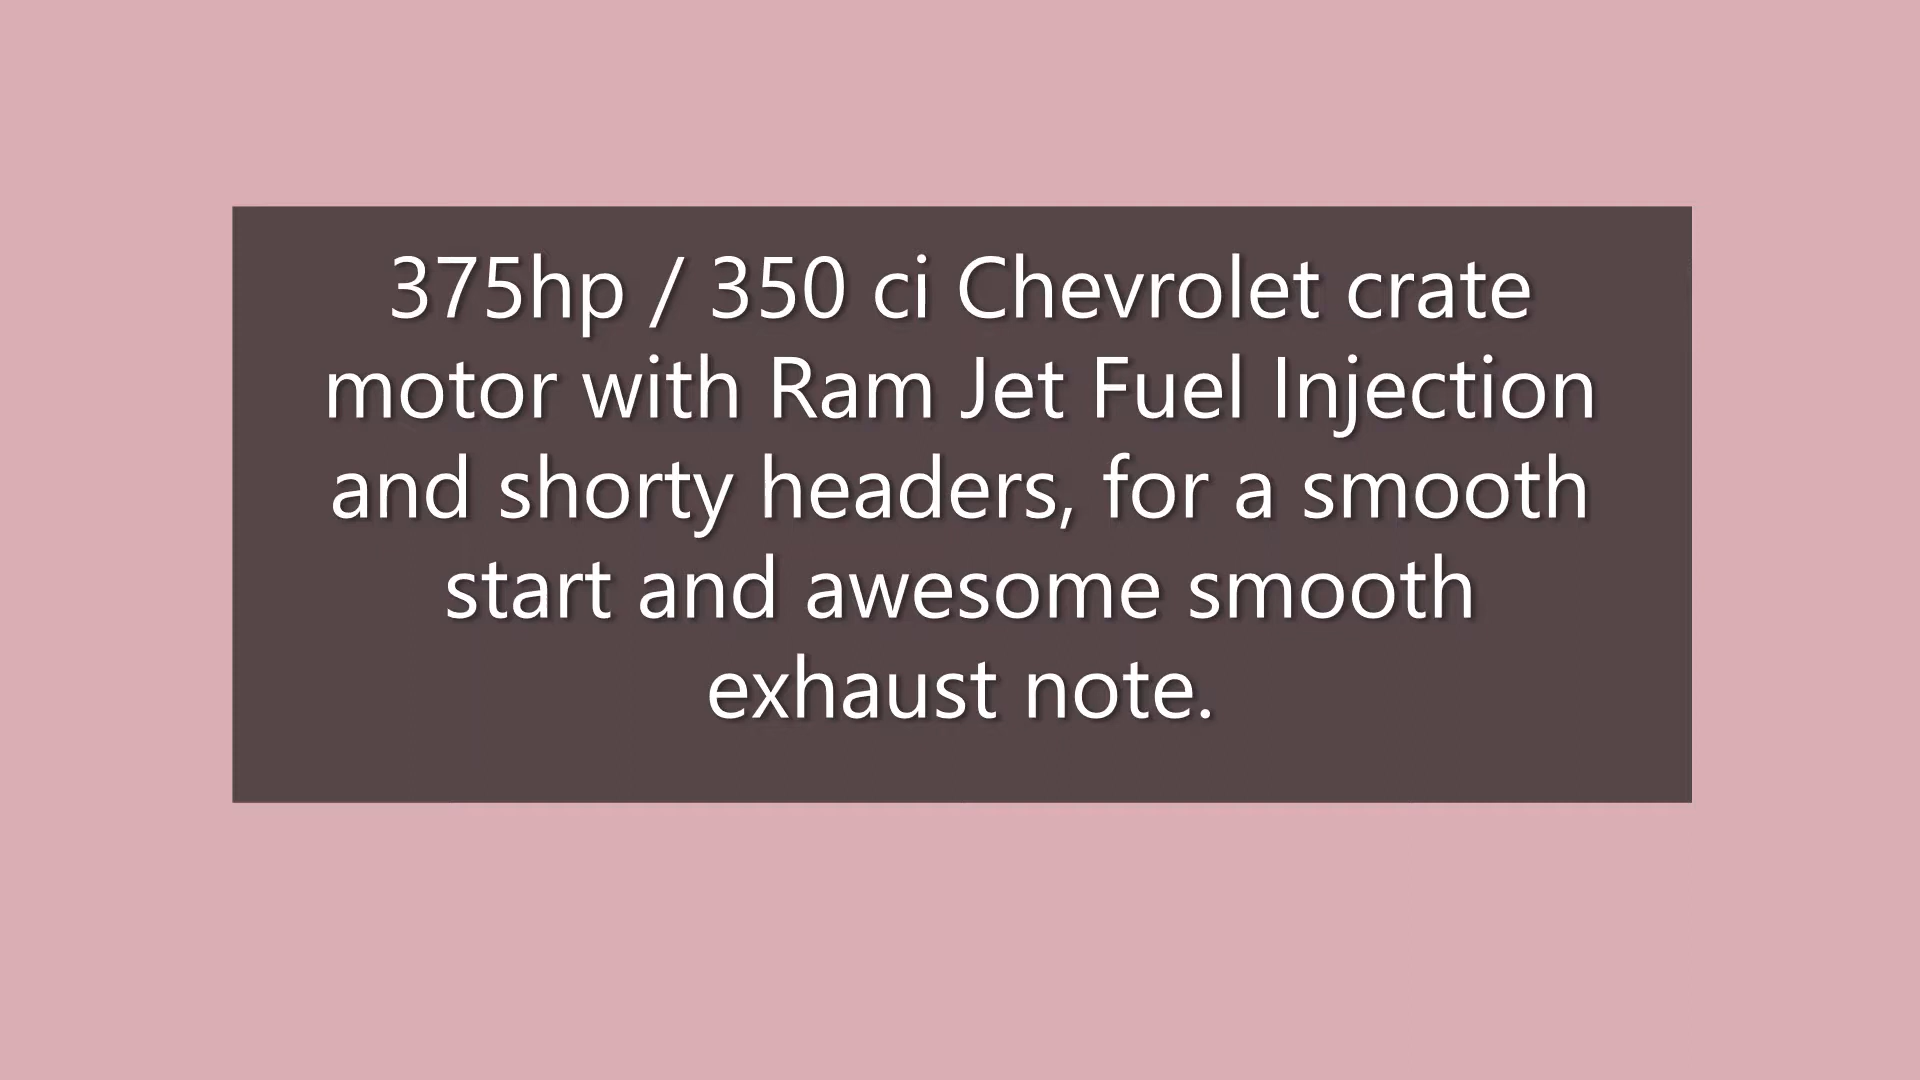 375hp / 350 ci Chevrolet crate
motor with Ram Jet Fuel Injection
and shorty headers, for a smooth
start and awesome smooth
exhaust note.